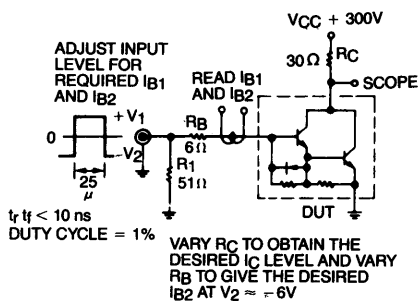 ADJUST INPUT
LEVEL FOR
REQUIRED IB1
AND IB2
VCC + 300V
30 Ω RC
SCOPE
READ IB1
AND IB2
0
+ V1
-V2
RB
6Ω
R1
51Ω
25
μ
DUT
tr tf < 10 ns
DUTY CYCLE = 1%
VARY RC TO OBTAIN THE
DESIRED IC LEVEL AND VARY
RB TO GIVE THE DESIRED
IB2 AT V2 ≈ -6V